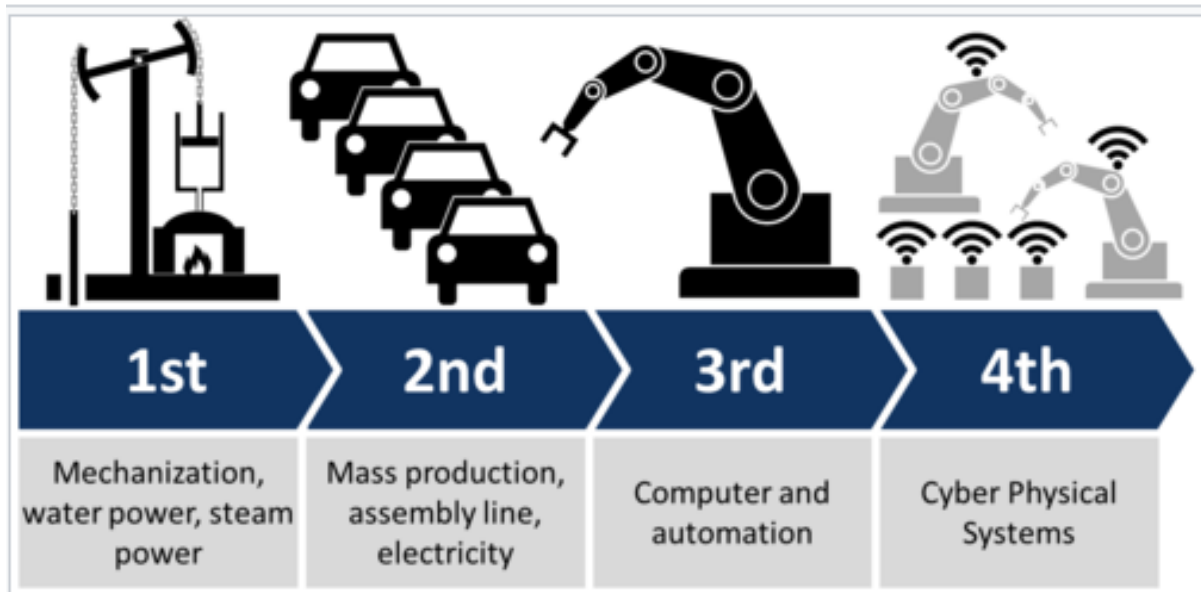 1st
2nd
3rd
4th
Mechanization,
water power, steam
power
Mass production,
assembly line,
electricity
Computer and
automation
Cyber Physical
Systems